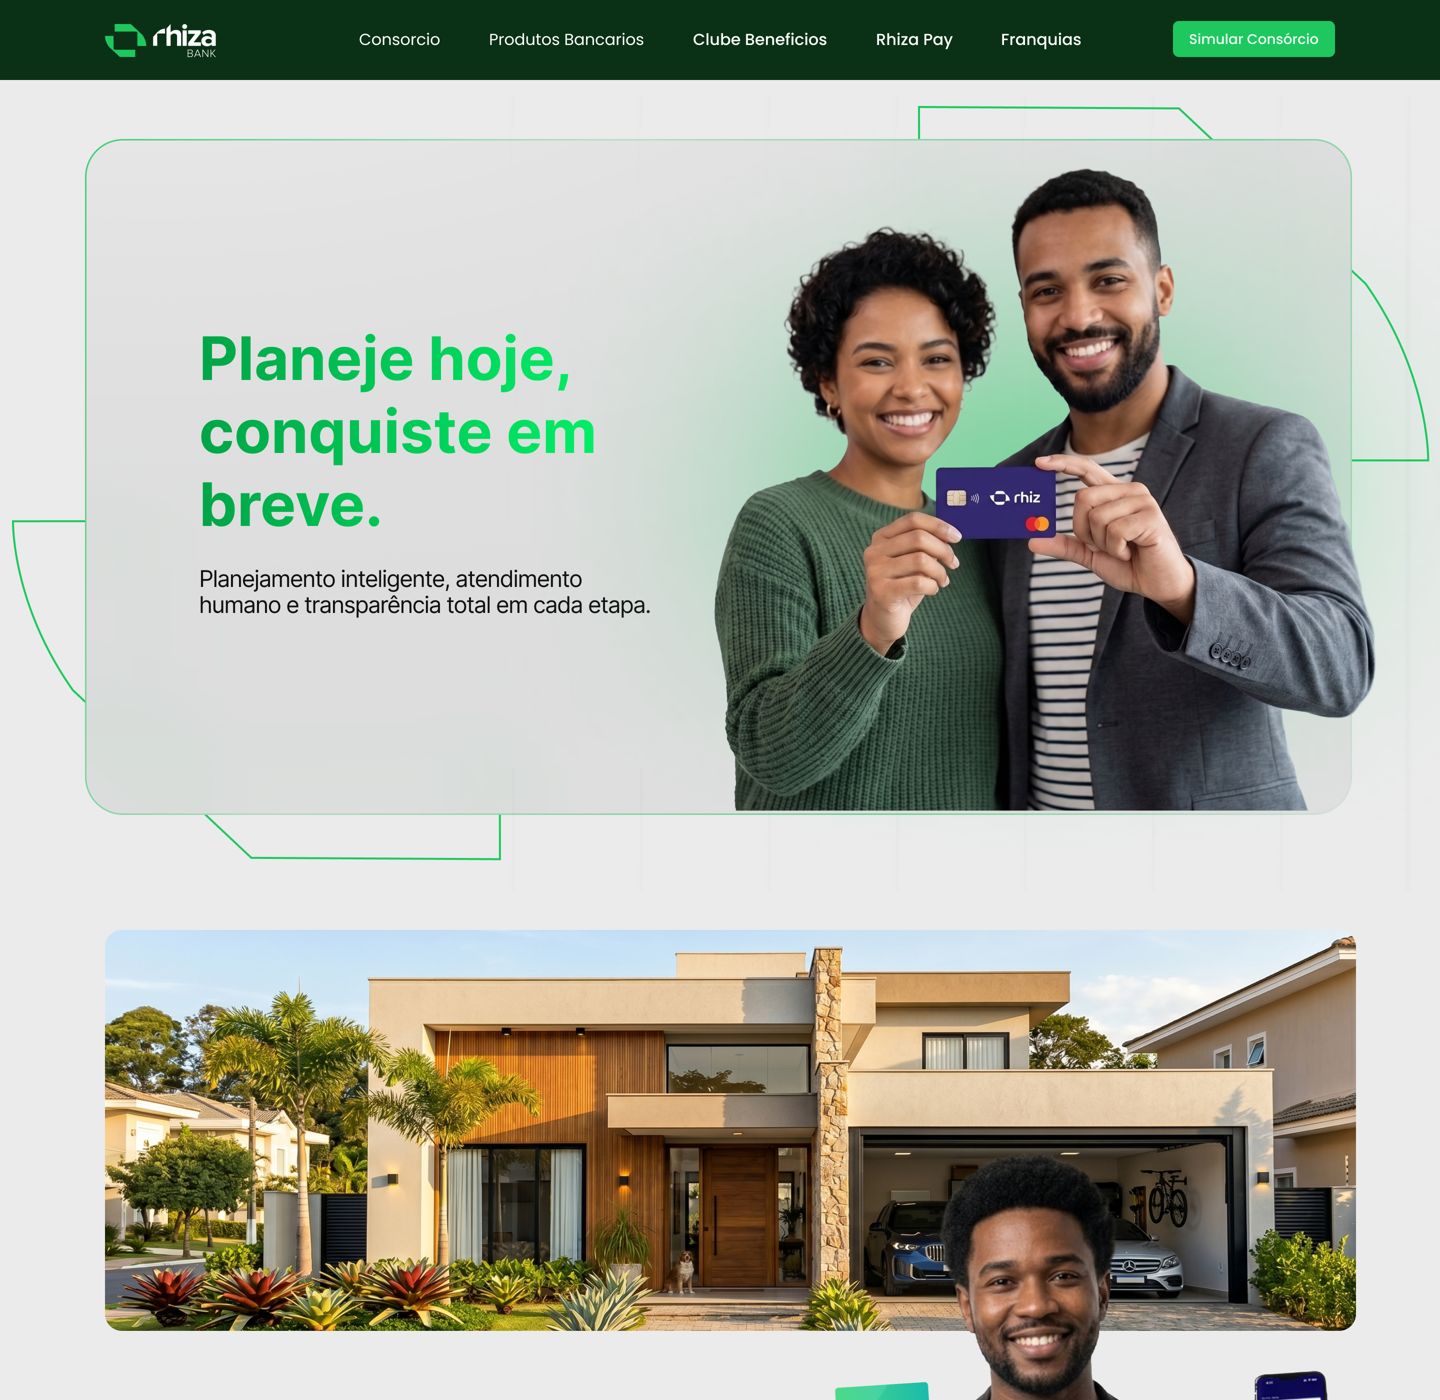 rhiza
BANK
Consorcio
Produtos Bancarios
Clube Beneficios
Rhiza Pay
Franquias
Simular Consórcio
Planeje hoje,
conquiste em
breve.
Planejamento inteligente, atendimento
humano e transparência total em cada etapa.
rhiz